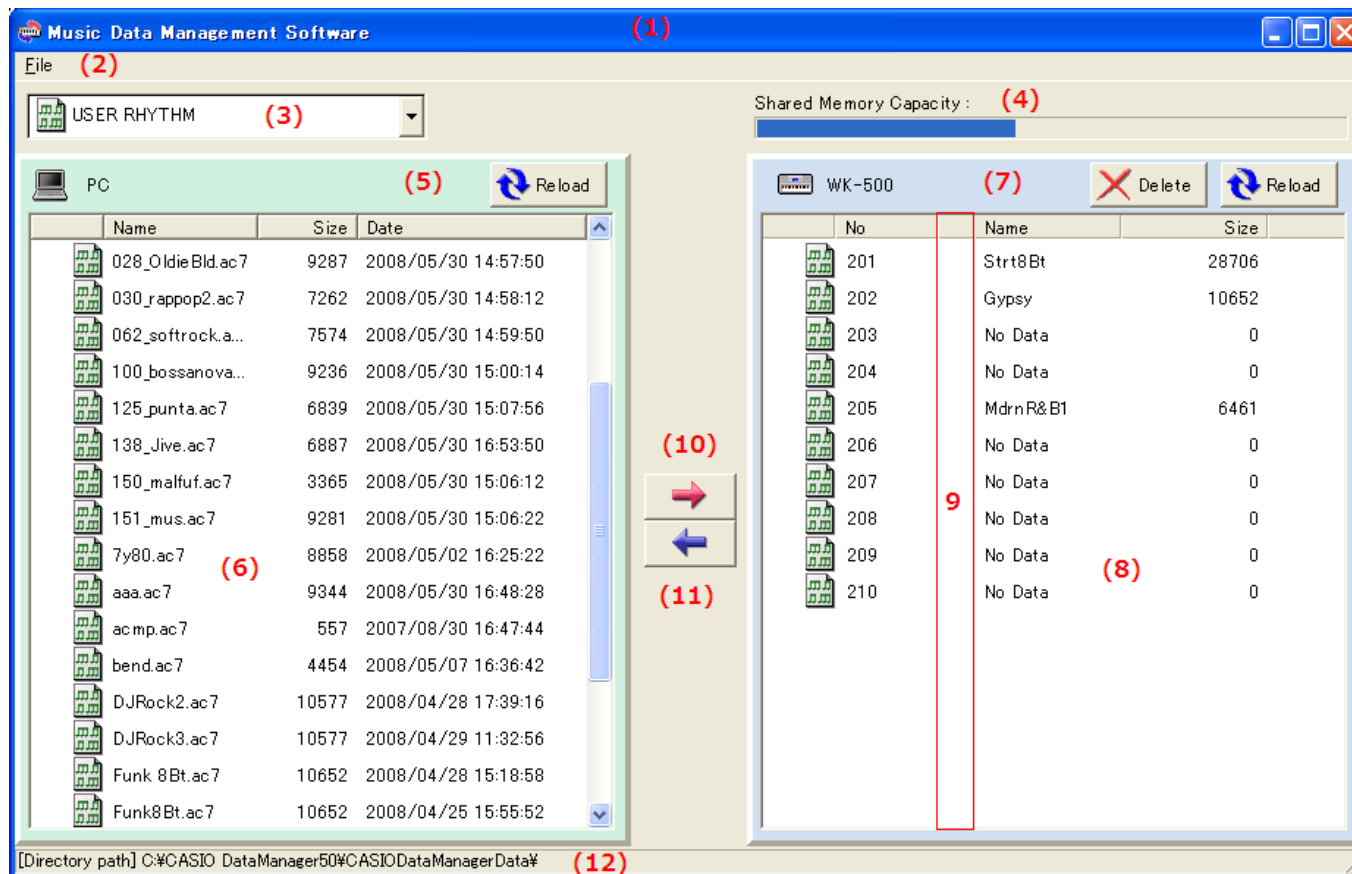 Music Data Management Software (1)
File (2)
USER RHYTHM (3)
Shared Memory Capacity : (4)
PC (5) Reload
Name Size Date
028_OldieBld.ac7 9287 2008/05/30 14:57:50
030_rappop2.ac7 7262 2008/05/30 14:58:12
062_softrock.a... 7574 2008/05/30 14:59:50
100_bossanova... 9236 2008/05/30 15:00:14
125_punta.ac7 6839 2008/05/30 15:07:56
138_Jive.ac7 6887 2008/05/30 16:53:50
150_malfuf.ac7 3365 2008/05/30 15:06:12
151_mus.ac7 9281 2008/05/30 15:06:22
7y80.ac7 8858 2008/05/02 16:25:22
(6)
aaa.ac7 9344 2008/05/30 16:48:28
acmp.ac7 557 2007/08/30 16:47:44
bend.ac7 4454 2008/05/07 16:36:42
DJRock2.ac7 10577 2008/04/28 17:39:16
DJRock3.ac7 10577 2008/04/29 11:32:56
Funk 8Bt.ac7 10652 2008/04/28 15:18:58
Funk8Bt.ac7 10652 2008/04/25 15:55:52
(10)
(11)
WK-500 (7) Delete Reload
No Name Size
201 Strt8Bt 28706
202 Gypsy 10652
203 No Data 0
204 No Data 0
205 MdrnR&B1 6461
206 No Data 0
207 No Data 0
9
208 No Data 0
209 No Data 0
(8)
210 No Data 0
[Directory path] C:¥CASIO DataManager50¥CASIODataManagerData¥ (12)